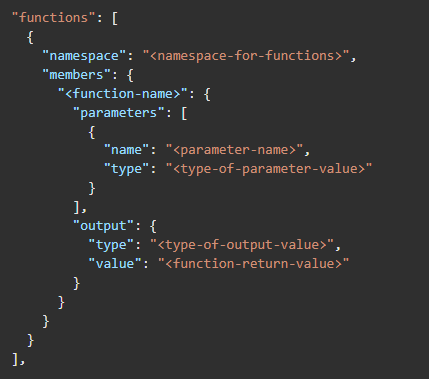 "functions": [
  {
    "namespace": "<namespace-for-functions>",
    "members": {
      "<function-name>": {
        "parameters": [
          {
            "name": "<parameter-name>",
            "type": "<type-of-parameter-value>"
          }
        ],
        "output": {
          "type": "<type-of-output-value>",
          "value": "<function-return-value>"
        }
      }
    }
  }
],